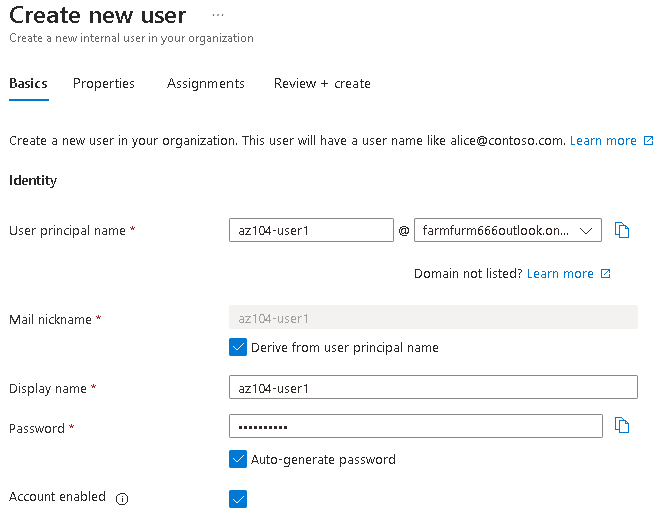 Create new user ...
Create a new internal user in your organization
Basics Properties Assignments Review + create
Create a new user in your organization. This user will have a user name like alice@contoso.com. Learn more
Identity
User principal name * az104-user1 @ farmfurm666outlook.on...
Domain not listed? Learn more
Mail nickname * az104-user1
Derive from user principal name
Display name * az104-user1
Password * ••••••••••
Auto-generate password
Account enabled